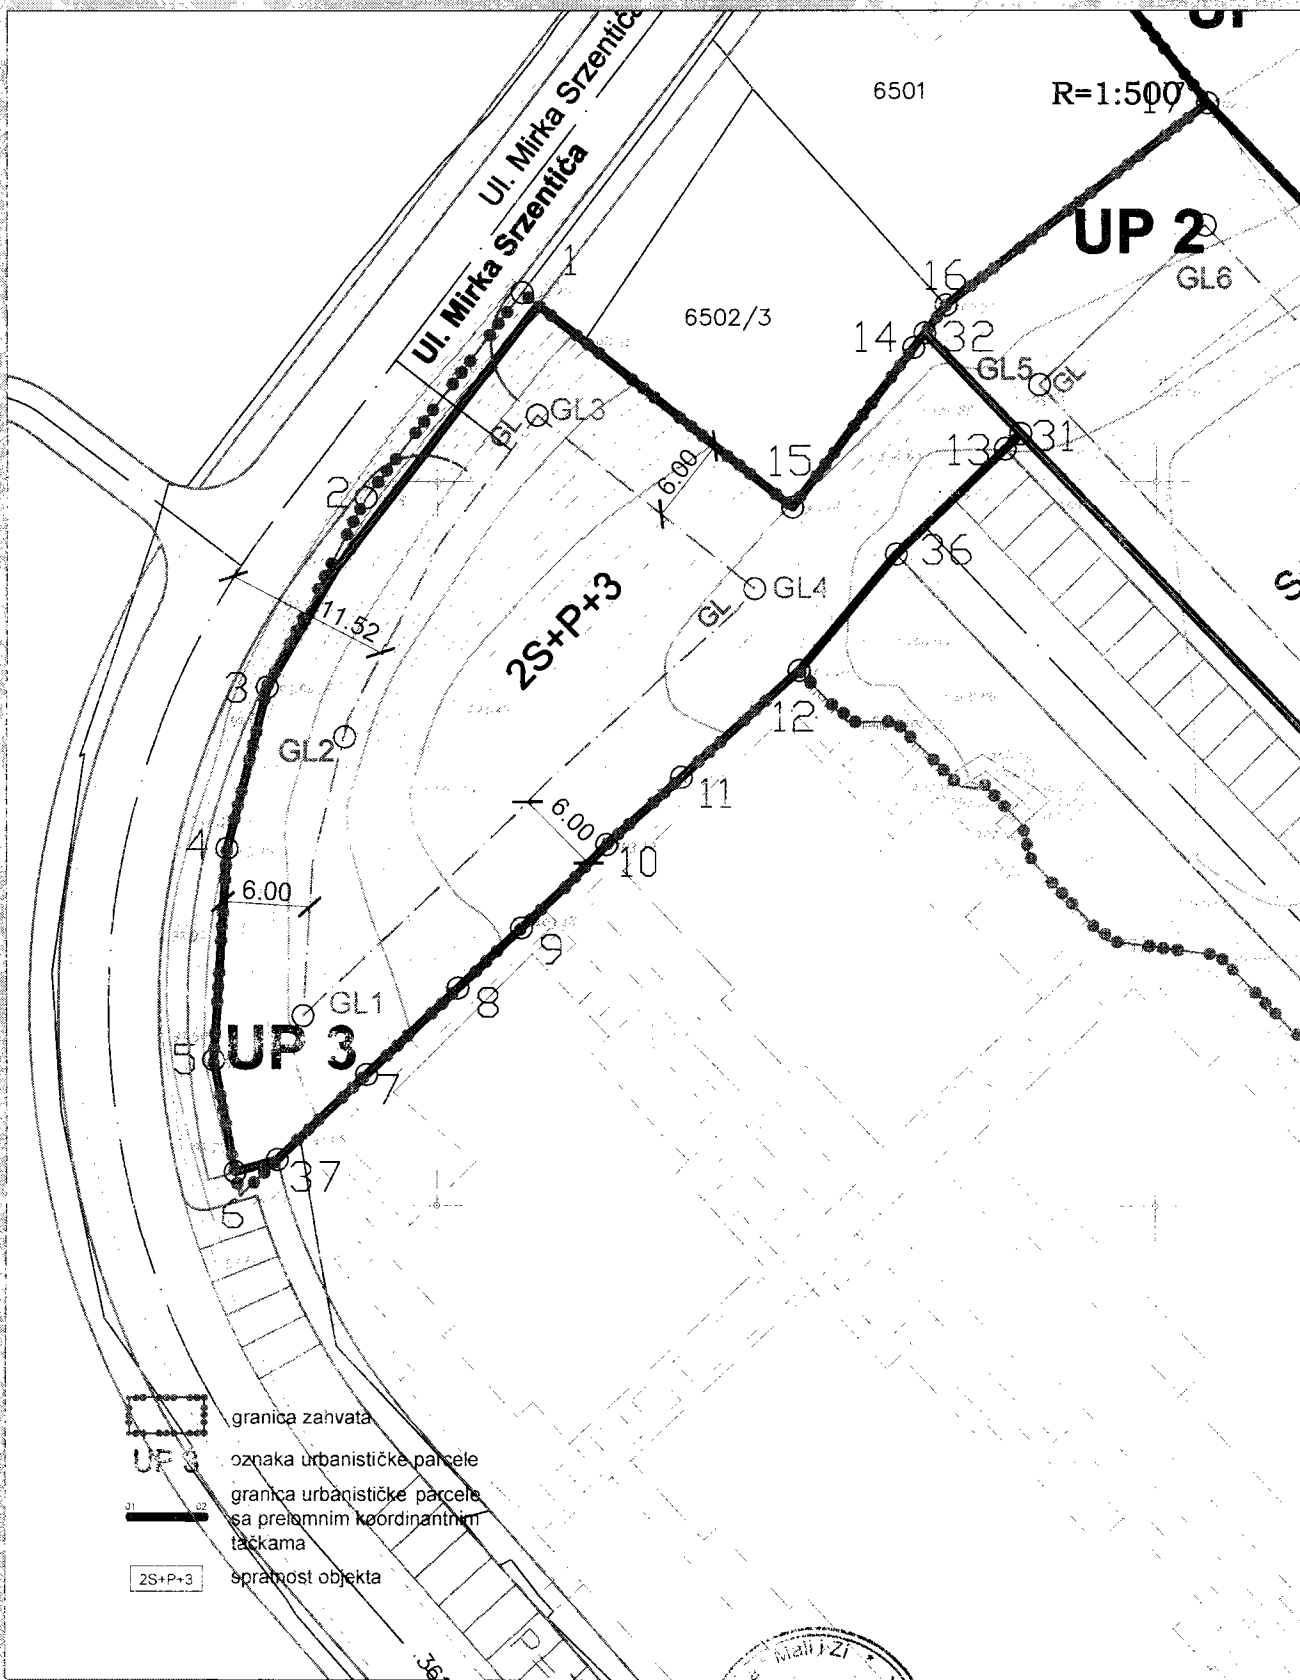 Ul. Mirka Srzentića
Ul. Mirka Srzentića
6501
R=1:500
17
UP 2
GL6
1
16
6502/3
14
32
GL5
GL
GL3
GL
31
13
6.00
15
2
36
GL4
GL
11.52
2S+P+3
3
12
GL2
11
6.00
4
10
6.00
9
8
GL1
5
UP 3
7
37
6
granica zahvata
UP 3
oznaka urbanističke parcele
01 02
granica urbanističke parcele
sa prelomnim koordinantnim
tačkama
2S+P+3
spratnost objekta
P